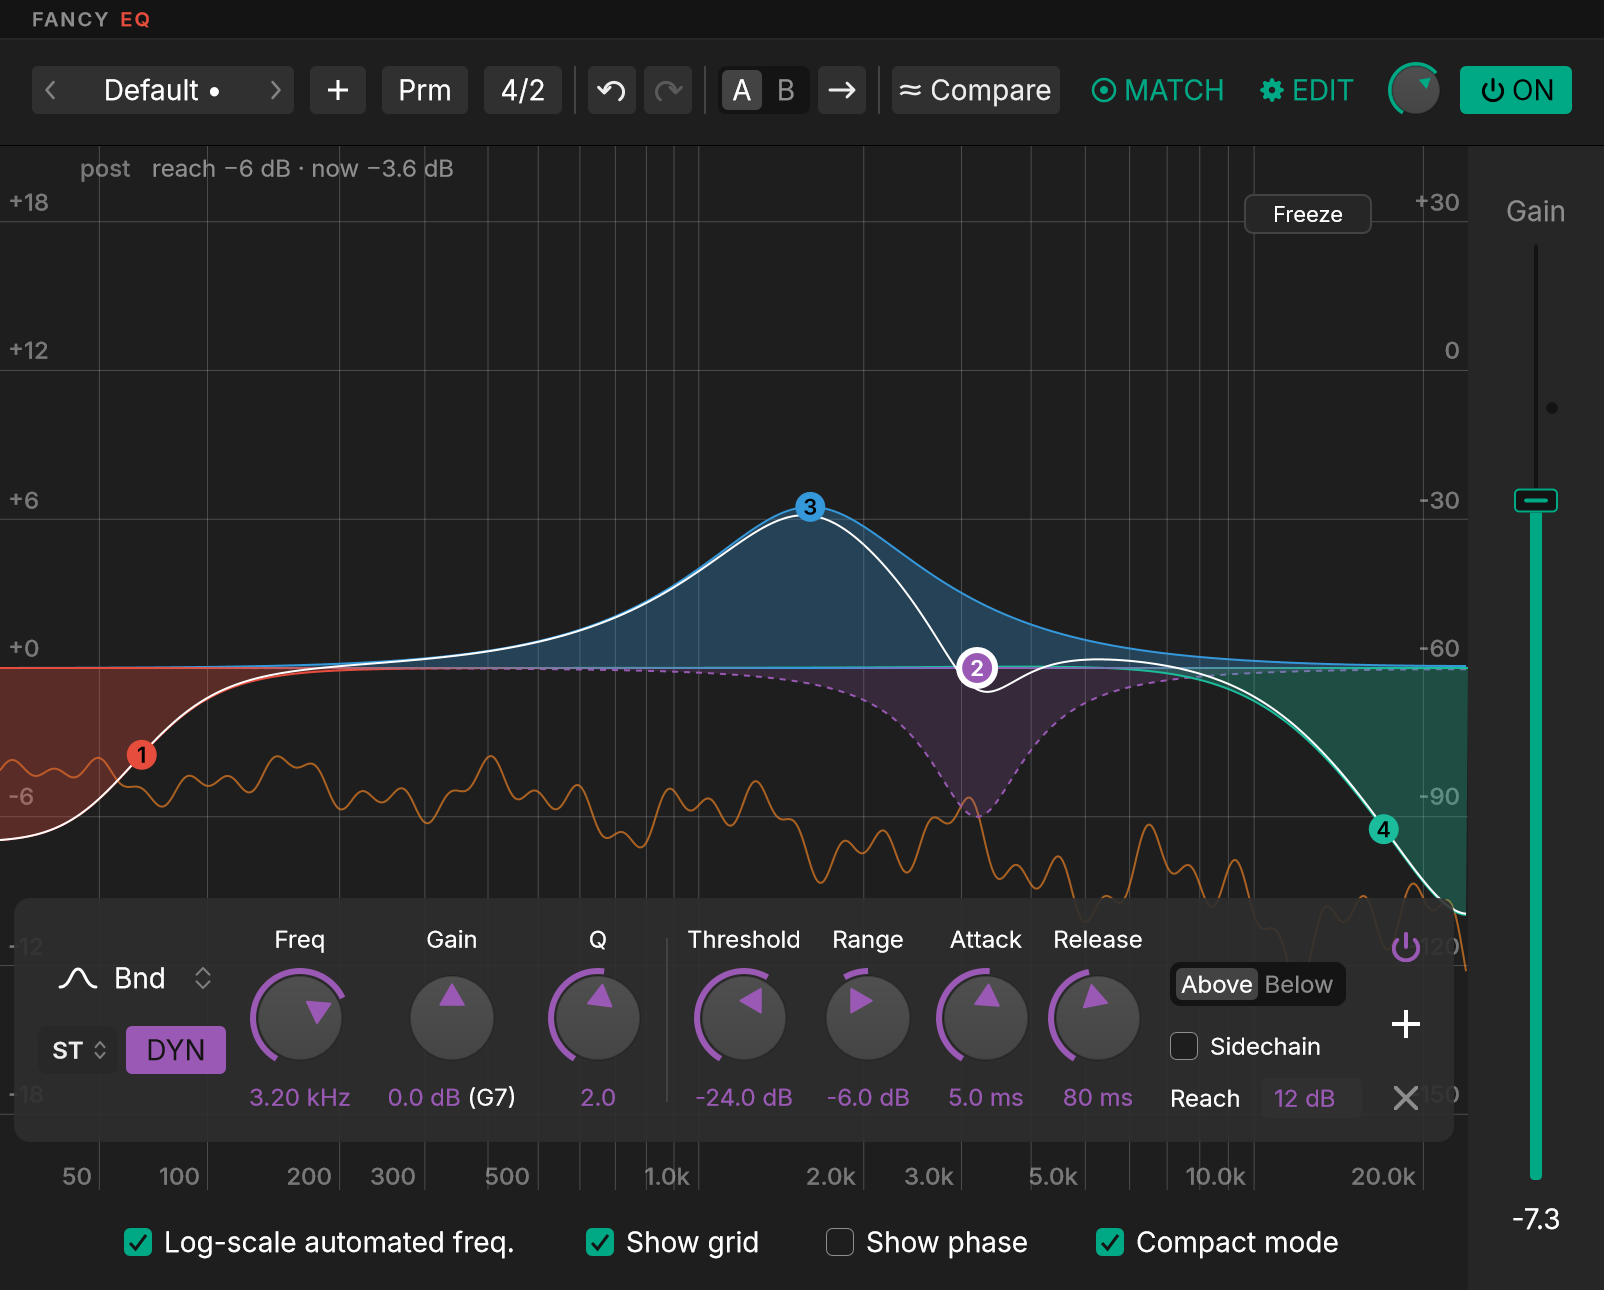 FANCY EQ
Default •
+
Prm
4/2
A B
≈ Compare
MATCH
EDIT
ON
post reach −6 dB · now −3.6 dB
+18
+30
Freeze
Gain
+12
0
+6
-30
+0
-60
3
2
1
-6
-90
4
Freq
Gain
Q
Threshold
Range
Attack
Release
-12
-120
Bnd
Above Below
ST
DYN
Sidechain
-18
3.20 kHz
0.0 dB (G7)
2.0
-24.0 dB
-6.0 dB
5.0 ms
80 ms
Reach 12 dB
-150
50 100 200 300 500 1.0k 2.0k 3.0k 5.0k 10.0k 20.0k
-7.3
Log-scale automated freq.
Show grid
Show phase
Compact mode